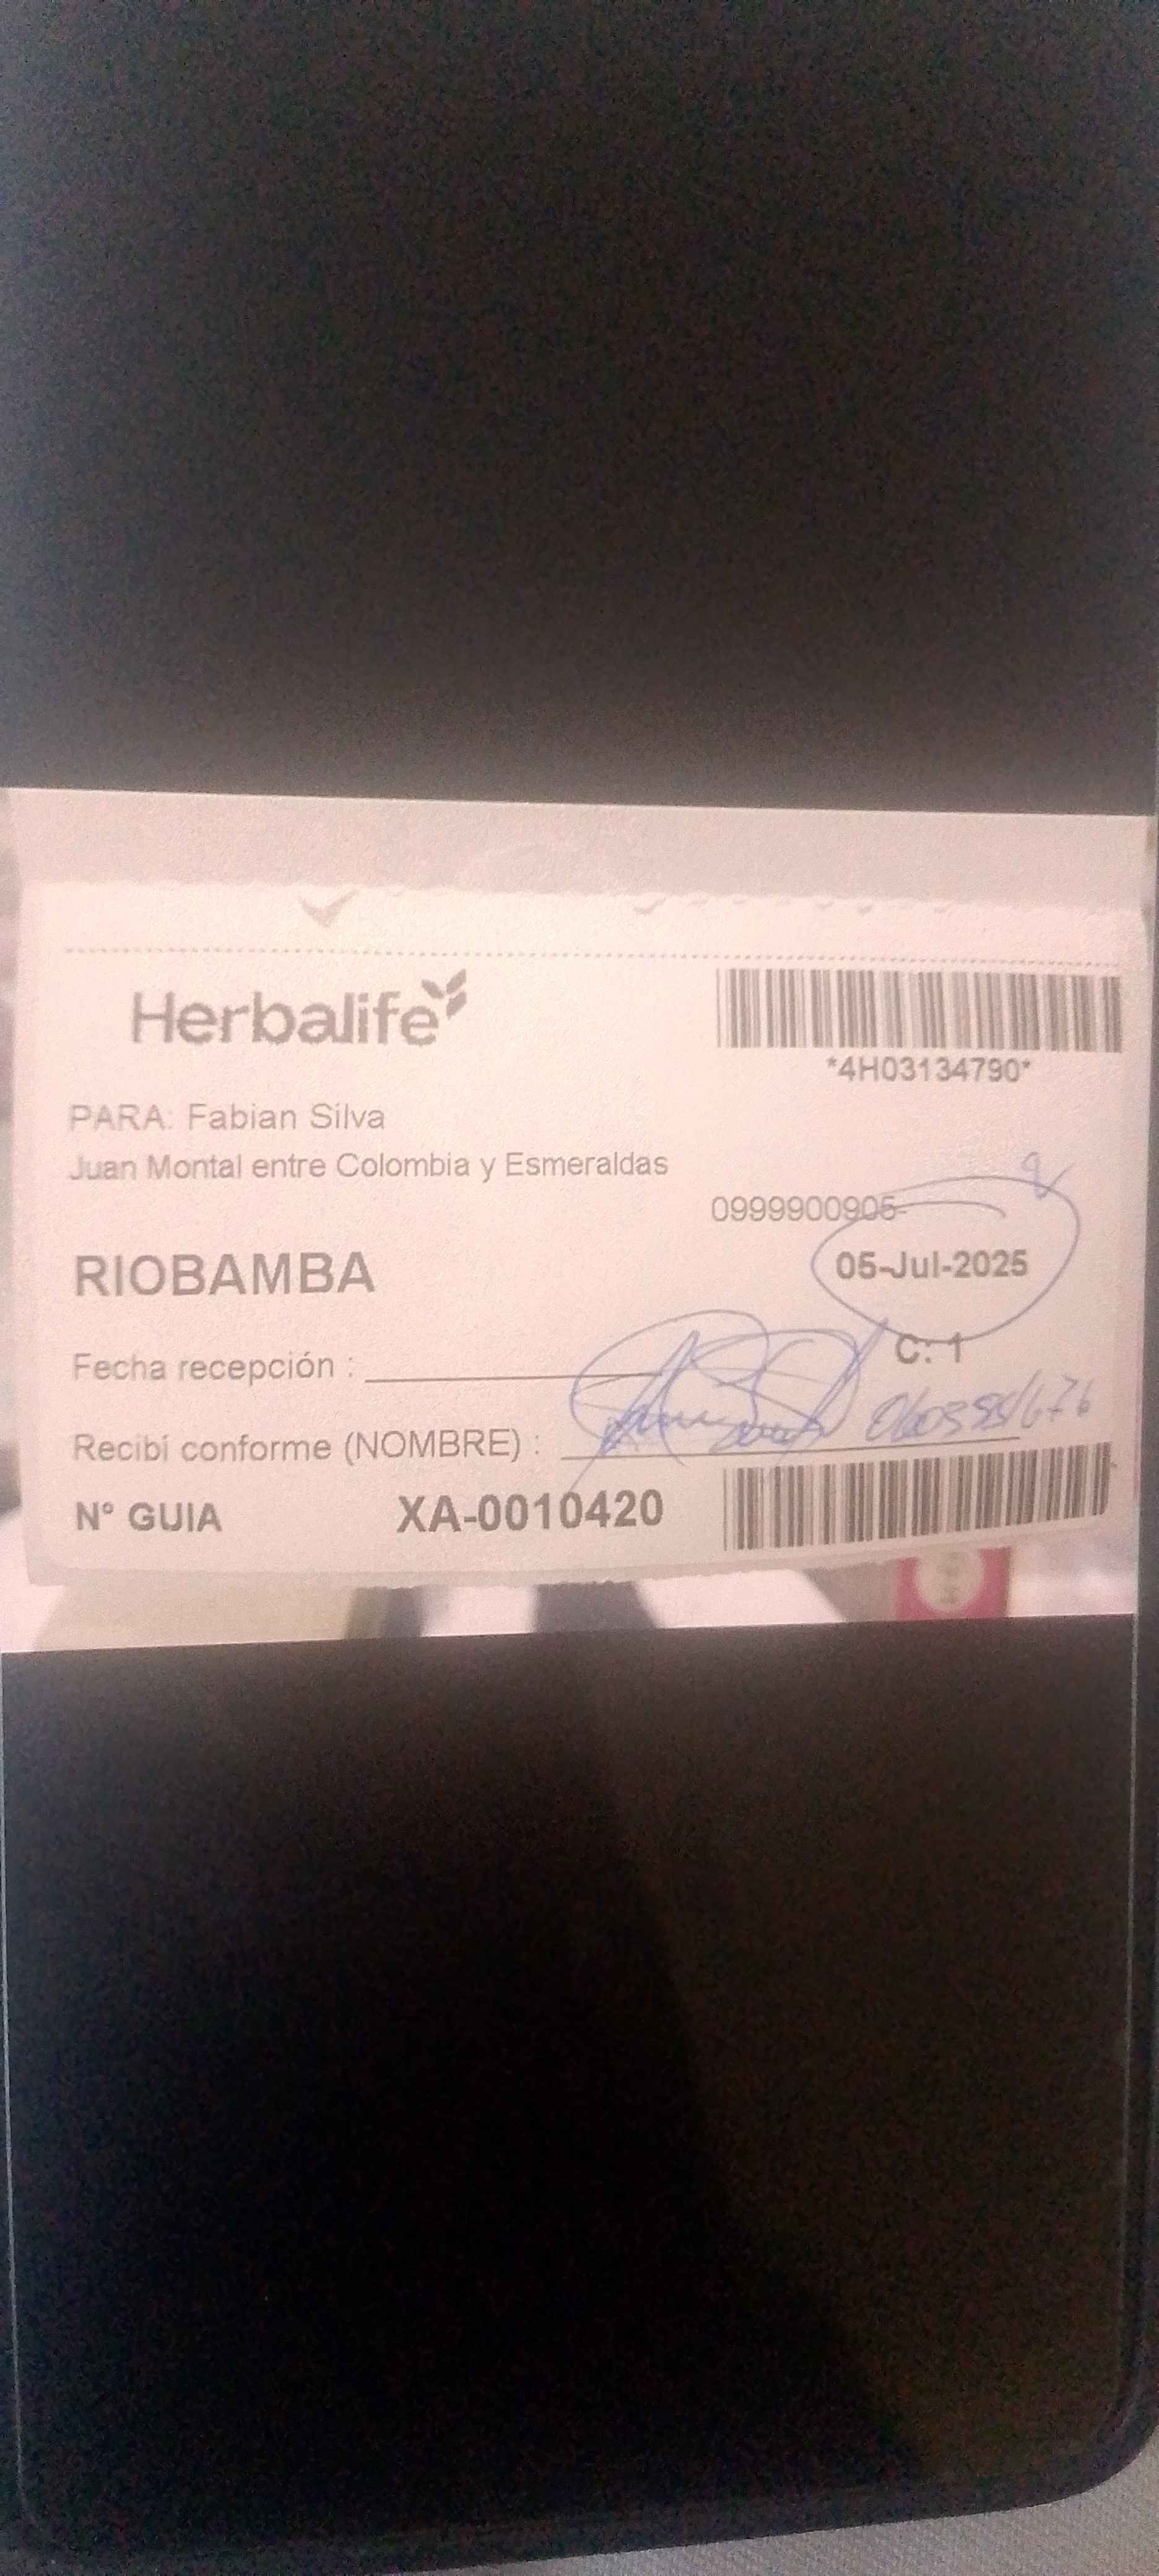 Herbalife
*4H03134790*
PARA: Fabian Silva
Juan Montal entre Colombia y Esmeraldas
0999900905
RIOBAMBA
05-Jul-2025
C: 1
Fecha recepción :
Recibí conforme (NOMBRE) :
N° GUIA XA-0010420